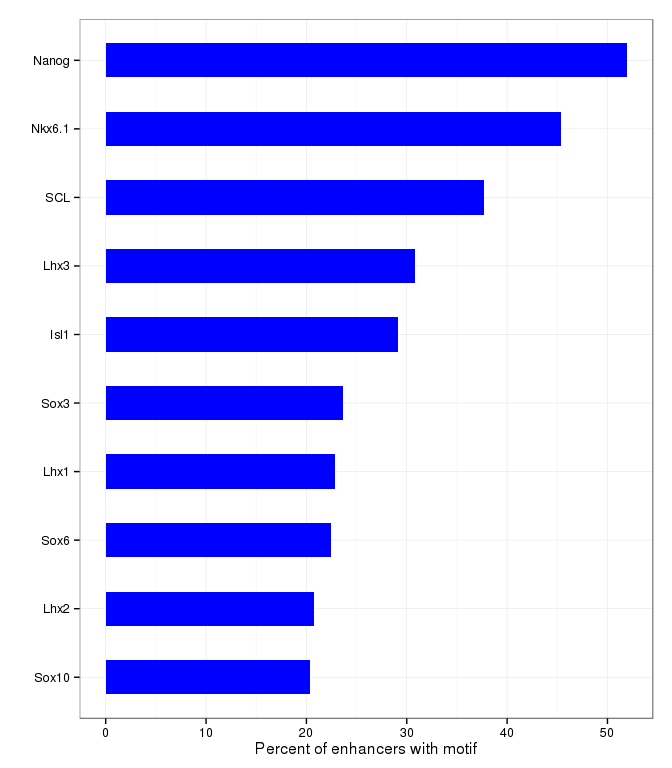 Nanog
Nkx6.1
SCL
Lhx3
Isl1
Sox3
Lhx1
Sox6
Lhx2
Sox10
0 10 20 30 40 50
Percent of enhancers with motif